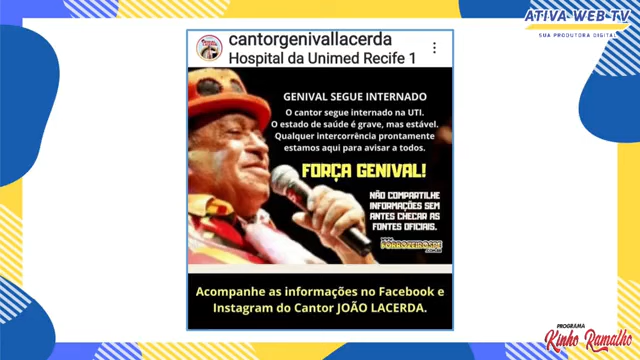 ATIVA WEB TV
SUA PRODUTORA DIGITAL
cantorgenivallacerda
Hospital da Unimed Recife 1
GENIVAL SEGUE INTERNADO
O cantor segue internado na UTI.
O estado de saúde é grave, mas estável.
Qualquer intercorrência prontamente
estamos aqui para avisar a todos.
FORÇA GENIVAL!
NÃO COMPARTILHE
INFORMAÇÕES SEM
ANTES CHECAR AS
FONTES OFICIAIS.
FORROZEIROSPE
Acompanhe as informações no Facebook e
Instagram do Cantor JOÃO LACERDA.
PROGRAMA
Kinho Ramalho